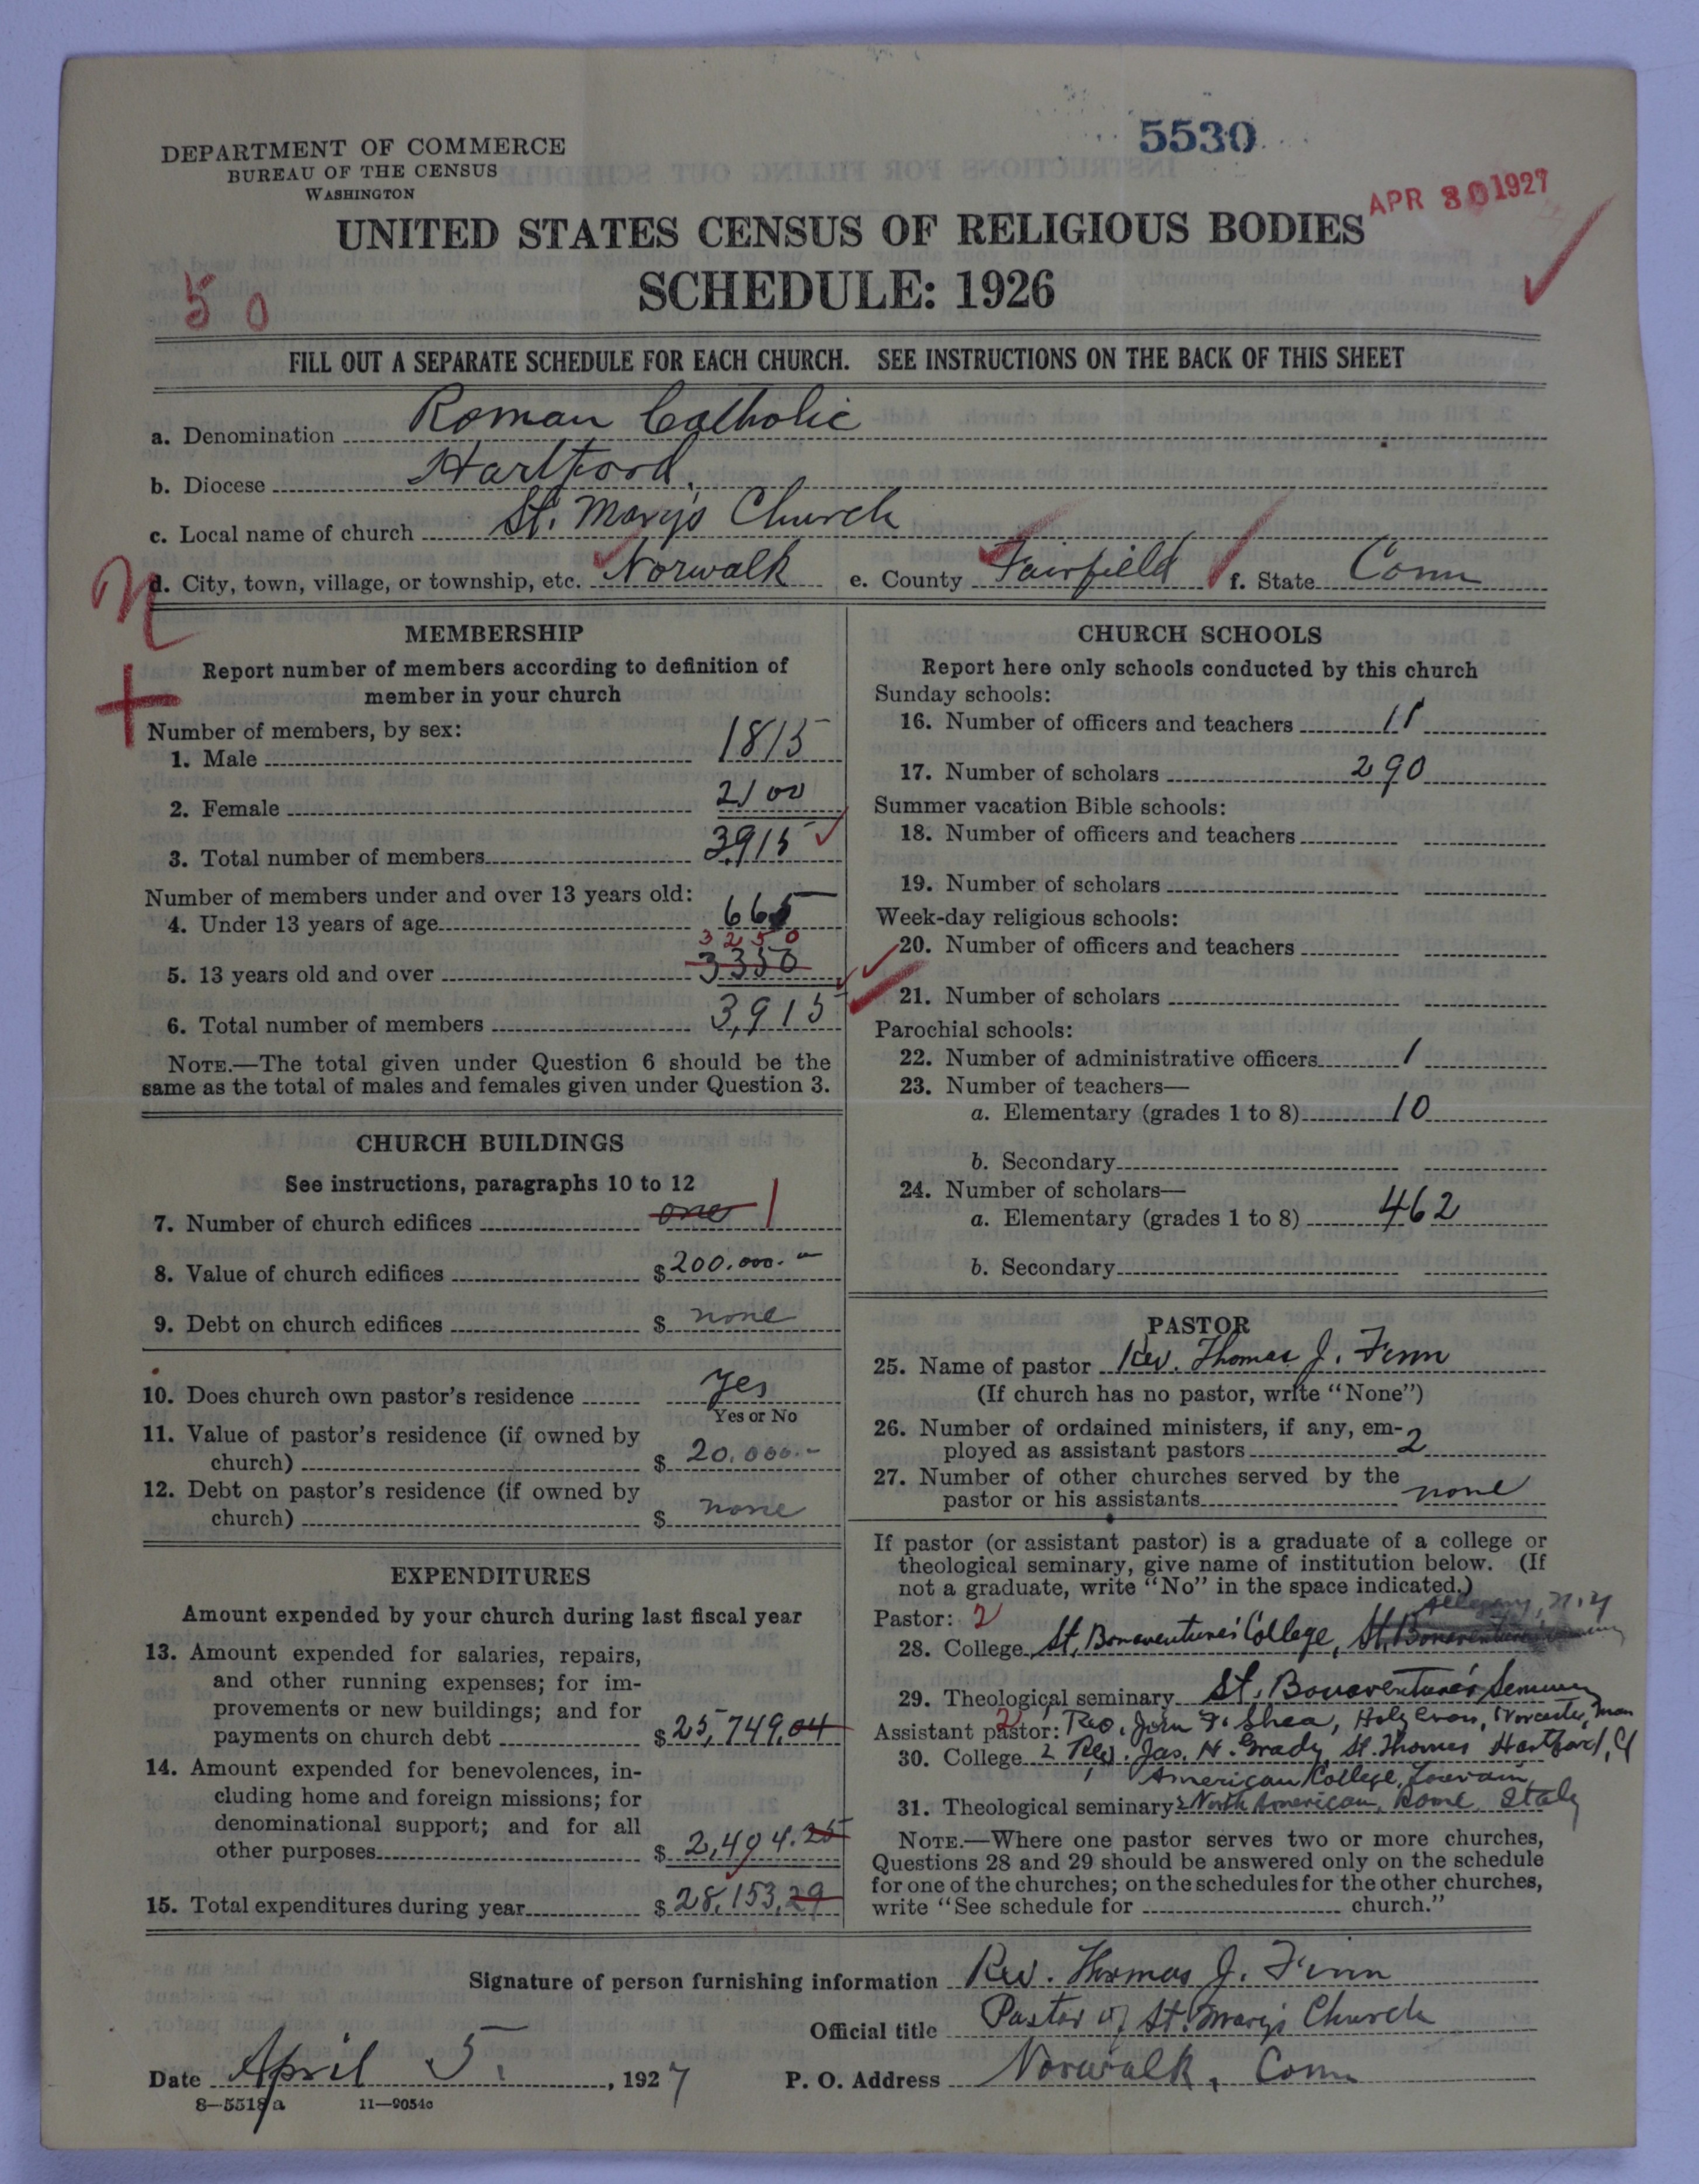 5530
DEPARTMENT OF COMMERCE
BUREAU OF THE CENSUS
WASHINGTON
APR 30 1927
UNITED STATES CENSUS OF RELIGIOUS BODIES
SCHEDULE: 1926
50
FILL OUT A SEPARATE SCHEDULE FOR EACH CHURCH. SEE INSTRUCTIONS ON THE BACK OF THIS SHEET
a. Denomination Roman Catholic
b. Diocese Hartford.
c. Local name of church St. Mary's Church
d. City, town, village, or township, etc. Norwalk e. County Fairfield f. State Conn
MEMBERSHIP
Report number of members according to definition of
member in your church
Number of members, by sex:
1. Male 1815
2. Female 2100
3. Total number of members 3915
Number of members under and over 13 years old:
4. Under 13 years of age 665
3250
5. 13 years old and over 3350
6. Total number of members 3,915
NOTE.—The total given under Question 6 should be the
same as the total of males and females given under Question 3.
CHURCH BUILDINGS
See instructions, paragraphs 10 to 12
7. Number of church edifices one 1
8. Value of church edifices $200.000.—
9. Debt on church edifices $ none
10. Does church own pastor's residence yes
Yes or No
11. Value of pastor's residence (if owned by
church) $ 20.000.—
12. Debt on pastor's residence (if owned by
church) $ none
EXPENDITURES
Amount expended by your church during last fiscal year
13. Amount expended for salaries, repairs,
and other running expenses; for im-
provements or new buildings; and for
payments on church debt $25,749,04
14. Amount expended for benevolences, in-
cluding home and foreign missions; for
denominational support; and for all
other purposes $2,404.25
15. Total expenditures during year $28,153,29
CHURCH SCHOOLS
Report here only schools conducted by this church
Sunday schools:
16. Number of officers and teachers 11
17. Number of scholars 290
Summer vacation Bible schools:
18. Number of officers and teachers
19. Number of scholars
Week-day religious schools:
20. Number of officers and teachers
21. Number of scholars
Parochial schools:
22. Number of administrative officers 1
23. Number of teachers—
a. Elementary (grades 1 to 8) 10
b. Secondary
24. Number of scholars—
a. Elementary (grades 1 to 8) 462
b. Secondary
PASTOR
25. Name of pastor Rev. Thomas J. Finn
(If church has no pastor, write "None")
26. Number of ordained ministers, if any, em-
ployed as assistant pastors 2
27. Number of other churches served by the
pastor or his assistants none
If pastor (or assistant pastor) is a graduate of a college or
theological seminary, give name of institution below. (If
not a graduate, write "No" in the space indicated.)
Pastor: 2 Allegany, N.Y
28. College St. Bonaventure's College, St. Bonaventure's
29. Theological seminary St. Bonaventure's Seminary
Assistant pastor: 2 Rev. John F. Shea, Holy Cross, Worcester, Mass
30. College 2 Rev. Jas. H. Grady, St. Thomas Hartford, Ct
American College, Louvain,
31. Theological seminary 2 North American, Rome, Italy
NOTE.—Where one pastor serves two or more churches,
Questions 28 and 29 should be answered only on the schedule
for one of the churches; on the schedules for the other churches,
write "See schedule for church."
Signature of person furnishing information Rev. Thomas J. Finn
Official title Pastor of St. Mary's Church
Date April 5, 1927 P. O. Address Norwalk, Conn
8—5518a 11—9054c